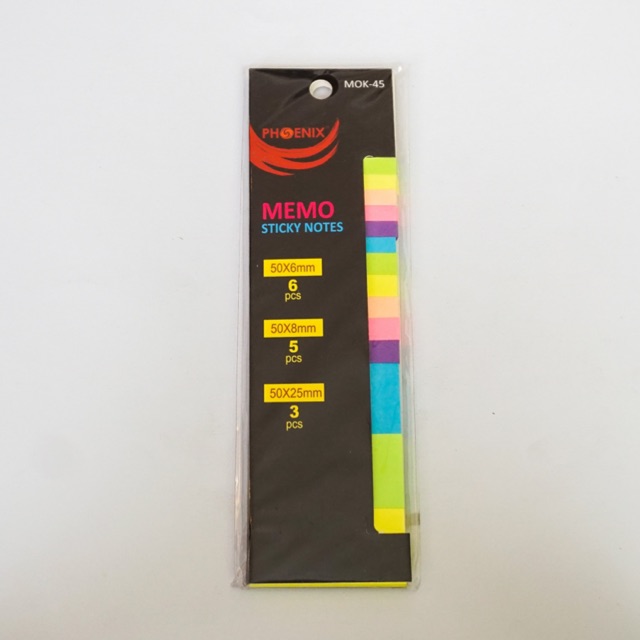 MOK-45
PHOENIX
MEMO
STICKY NOTES
50X6mm
6
pcs
50X8mm
5
pcs
50X25mm
3
pcs